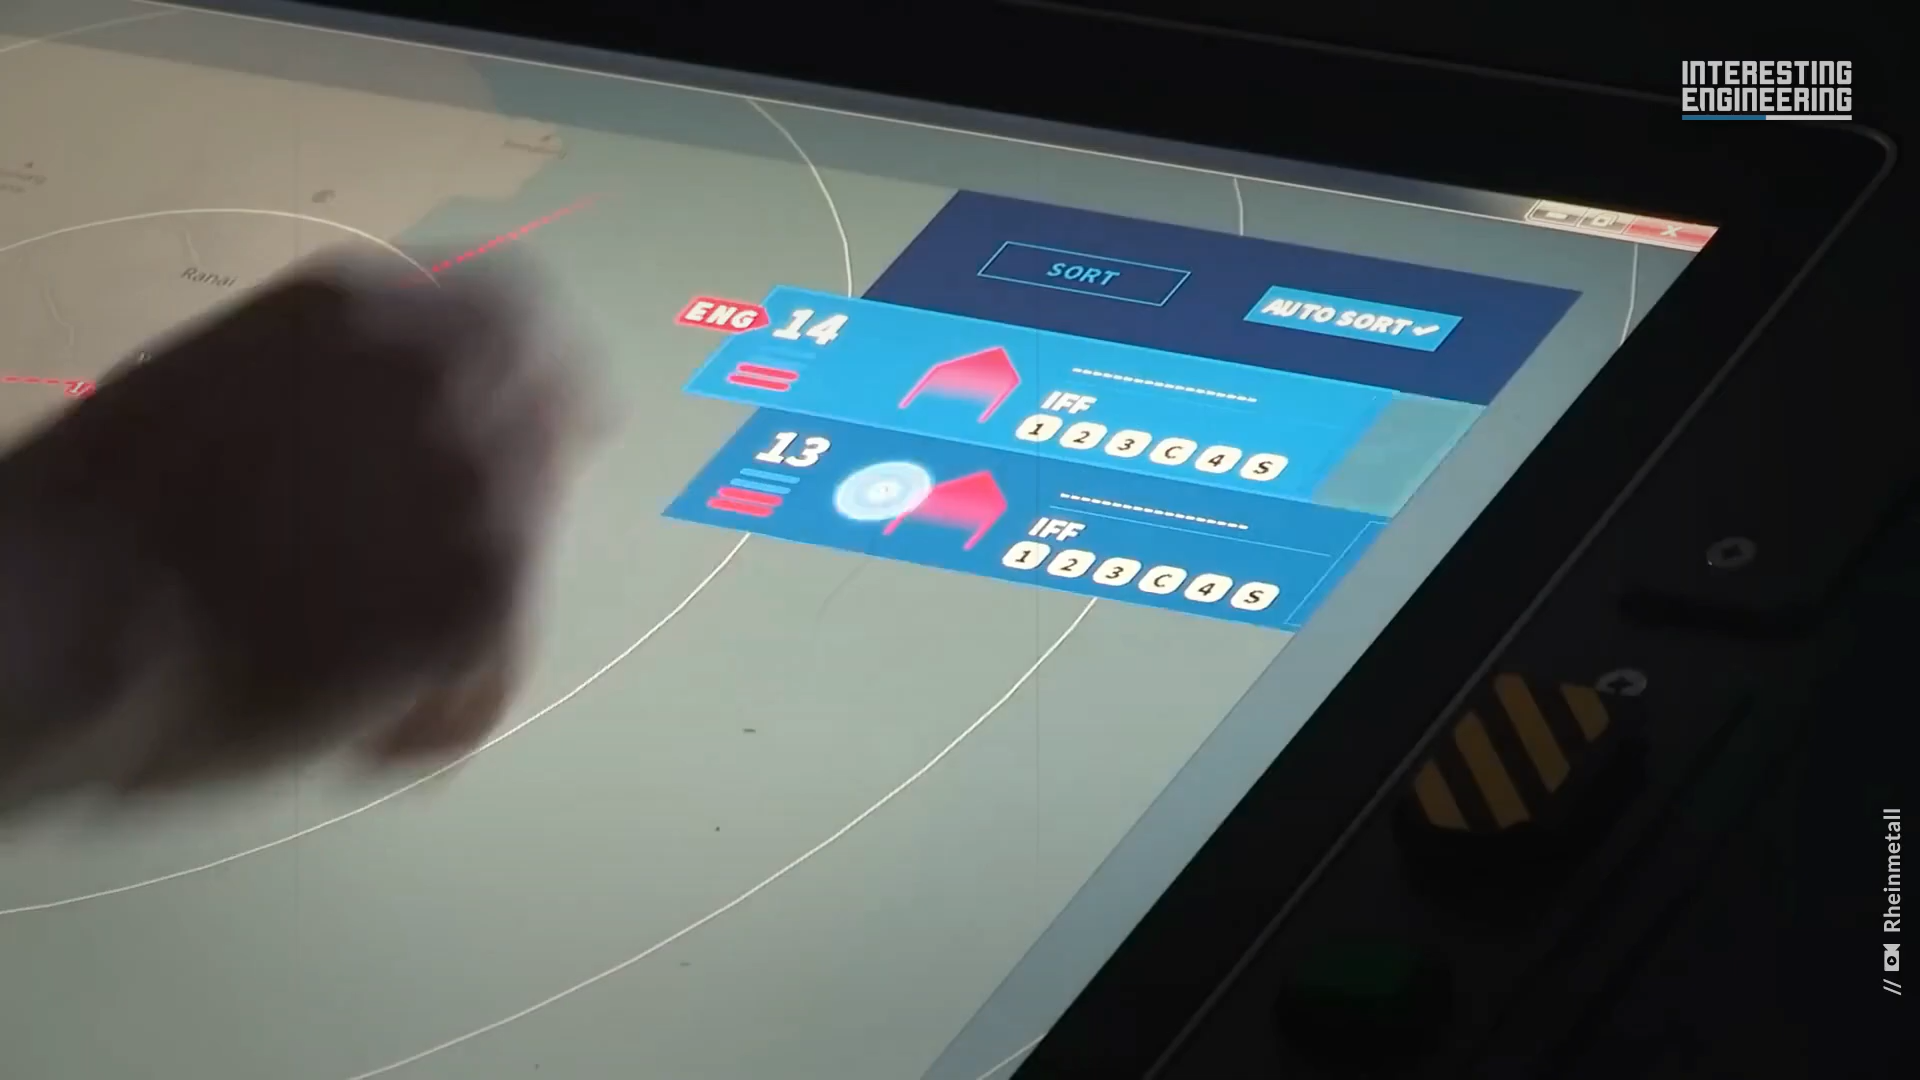 INTERESTING
ENGINEERING
SORT
AUTO SORT
Ranai
ENG
14
IFF
1 2 3 C 4 S
13
IFF
1 2 3 C 4 S
// Rheinmetall